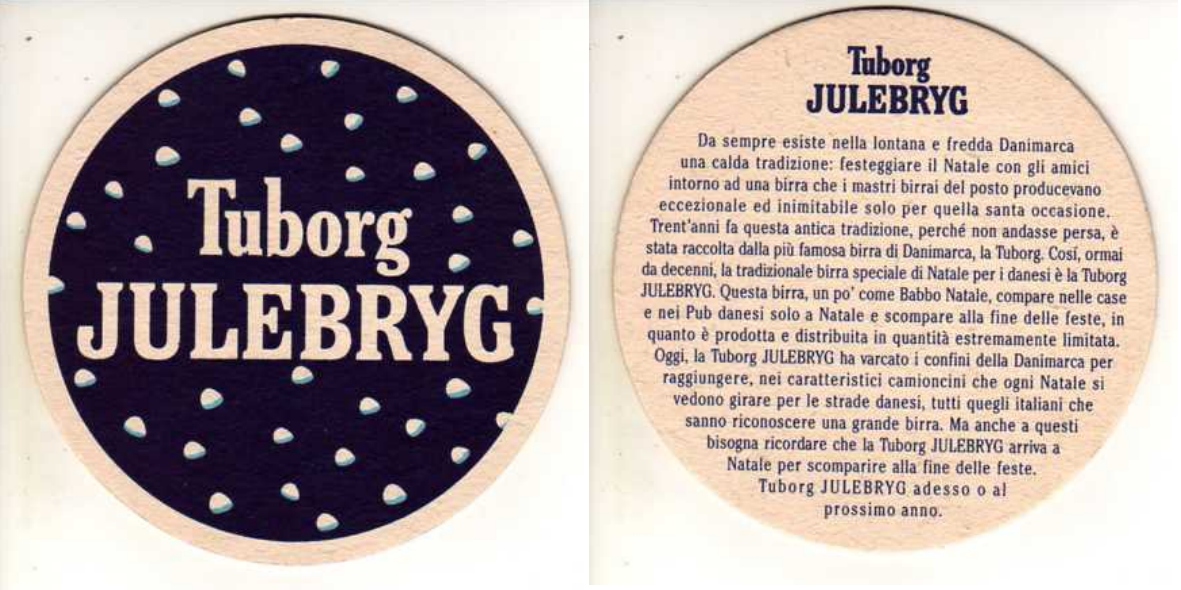 Tuborg
JULEBRYG
Tuborg
JULEBRYG
Da sempre esiste nella lontana e fredda Danimarca
una calda tradizione: festeggiare il Natale con gli amici
intorno ad una birra che i mastri birrai del posto producevano
eccezionale ed inimitabile solo per quella santa occasione.
Trent'anni fa questa antica tradizione, perché non andasse persa, è
stata raccolta dalla più famosa birra di Danimarca, la Tuborg. Cosí, ormai
da decenni, la tradizionale birra speciale di Natale per i danesi è la Tuborg
JULEBRYG. Questa birra, un po' come Babbo Natale, compare nelle case
e nei Pub danesi solo a Natale e scompare alla fine delle feste, in
quanto è prodotta e distribuita in quantità estremamente limitata.
Oggi, la Tuborg JULEBRYG ha varcato i confini della Danimarca per
raggiungere, nei caratteristici camioncini che ogni Natale si
vedono girare per le strade danesi, tutti quegli italiani che
sanno riconoscere una grande birra. Ma anche a questi
bisogna ricordare che la Tuborg JULEBRYG arriva a
Natale per scomparire alla fine delle feste.
Tuborg JULEBRYG adesso o al
prossimo anno.